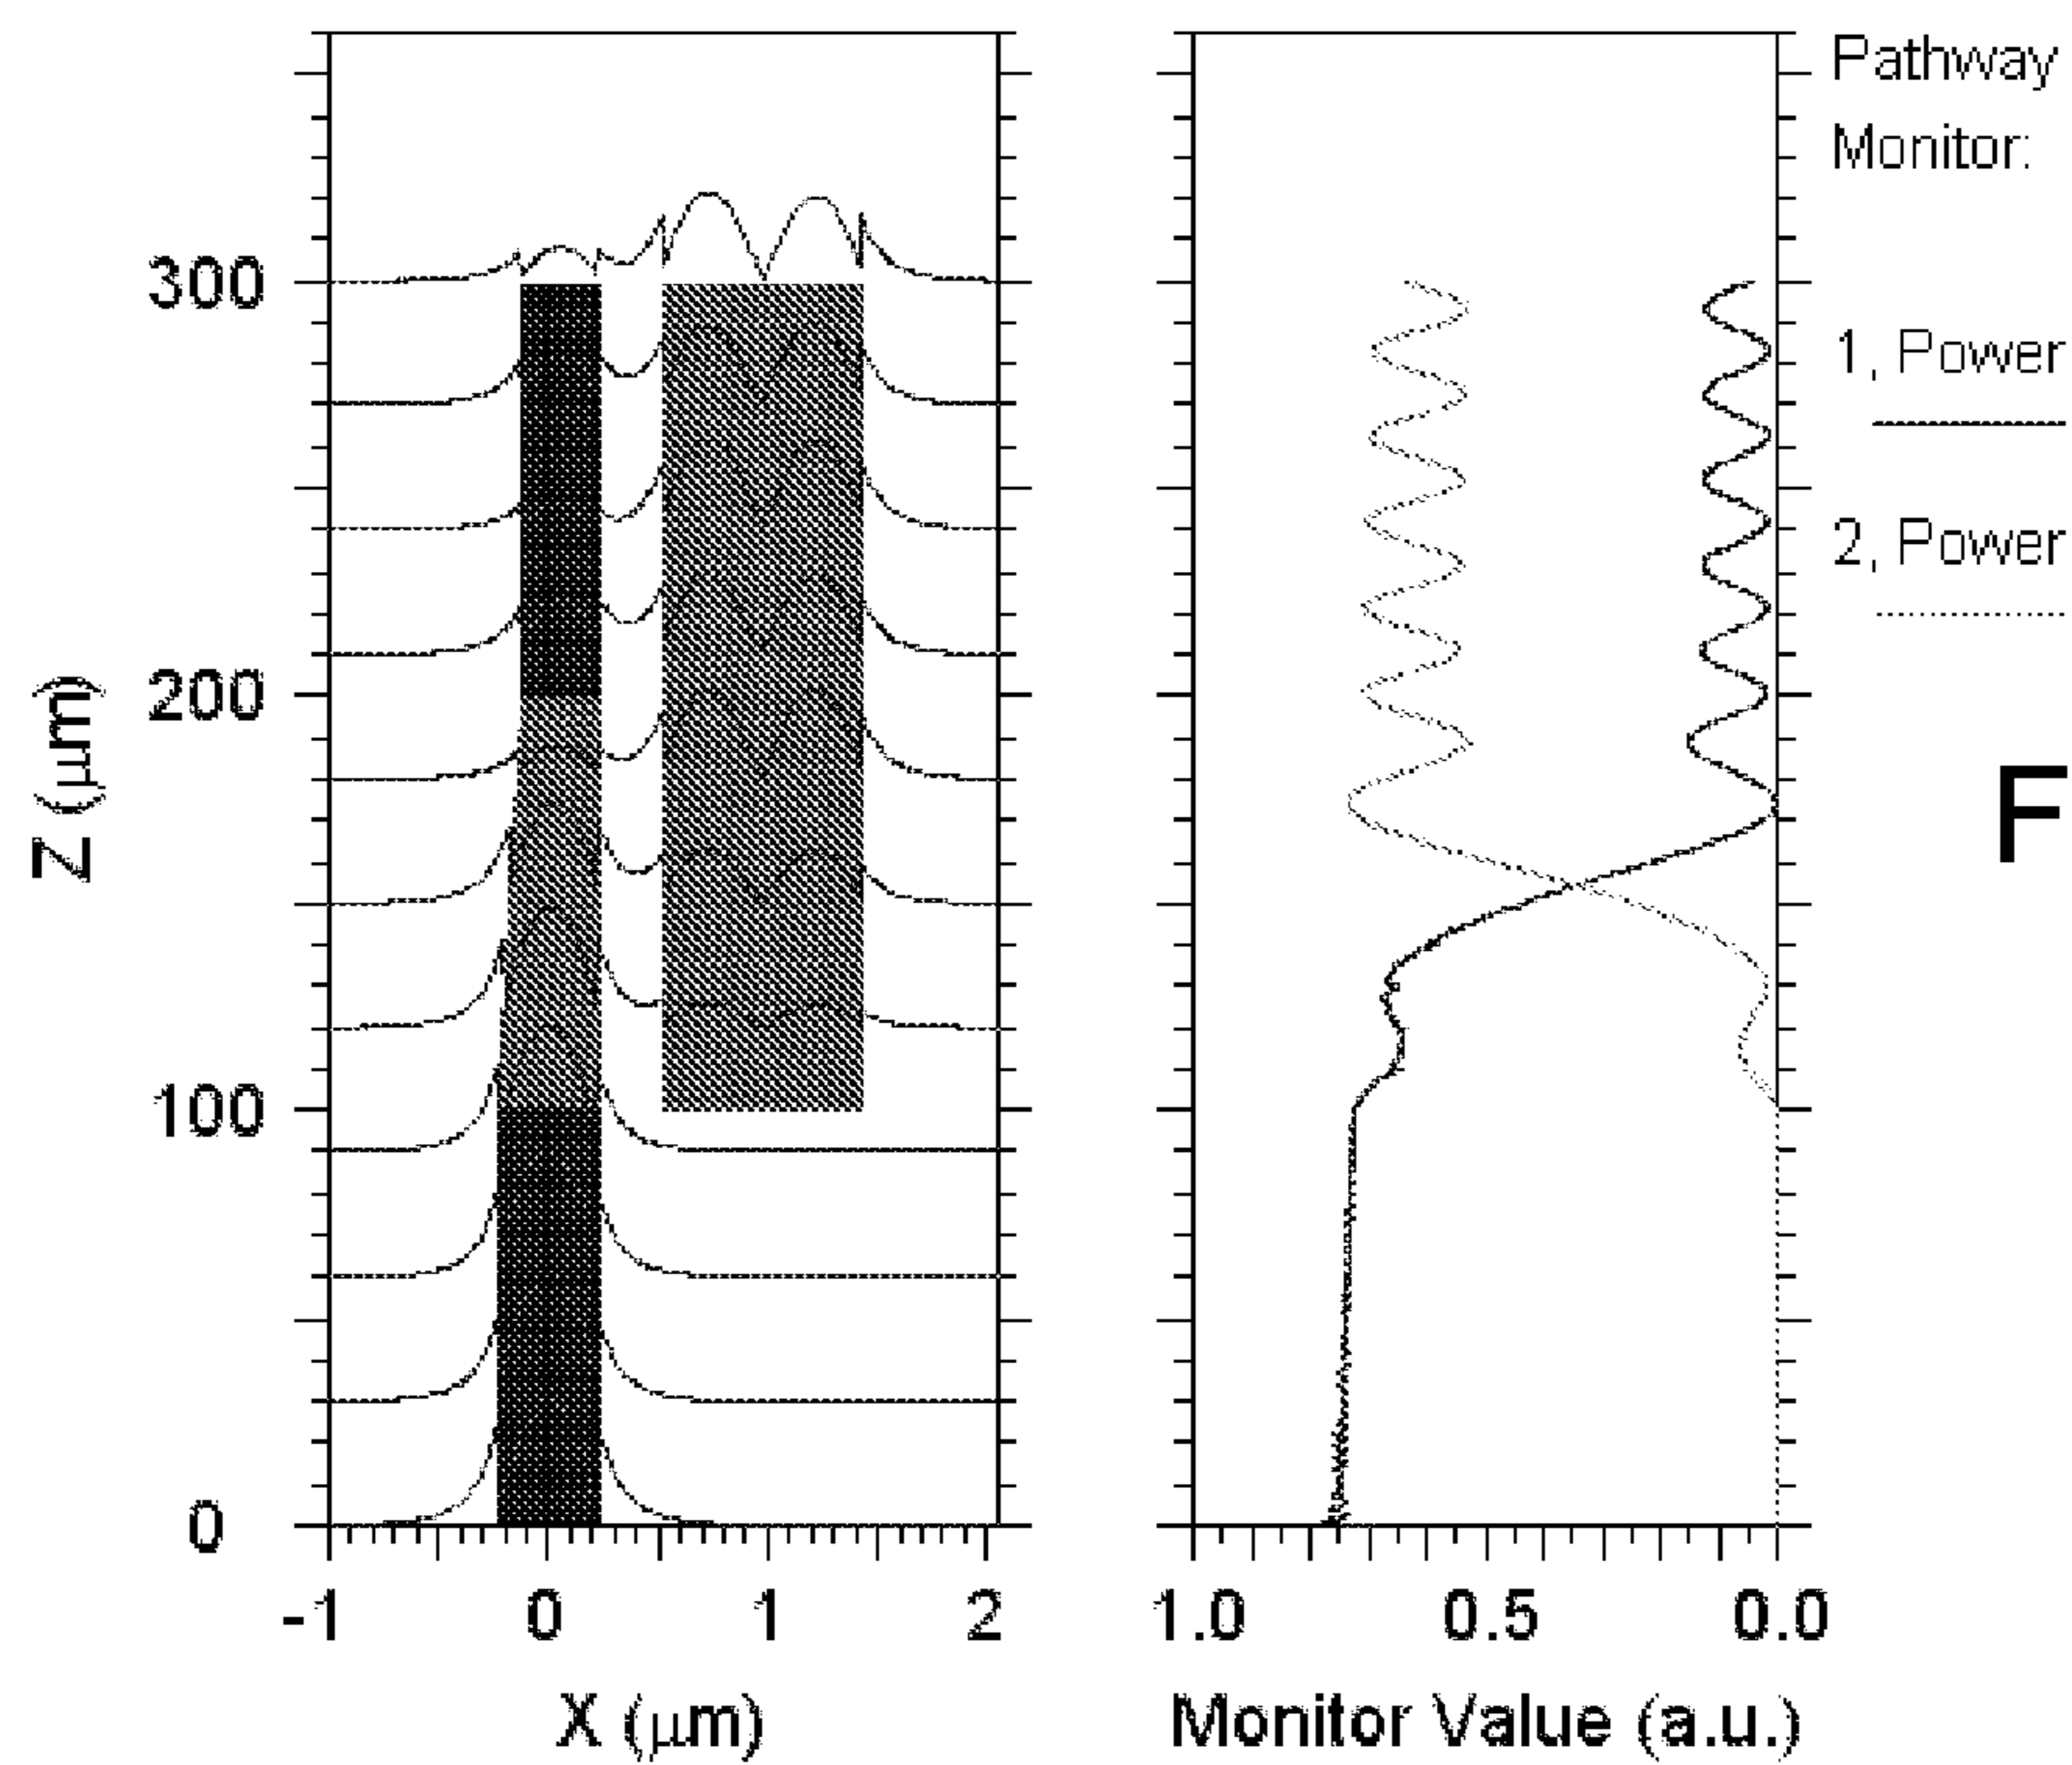 Pathway
Monitor:
1, Power
2, Power
F
300
200
100
0
Z (μm)
-1 0 1 2
X (μm)
1.0 0.5 0.0
Monitor Value (a.u.)